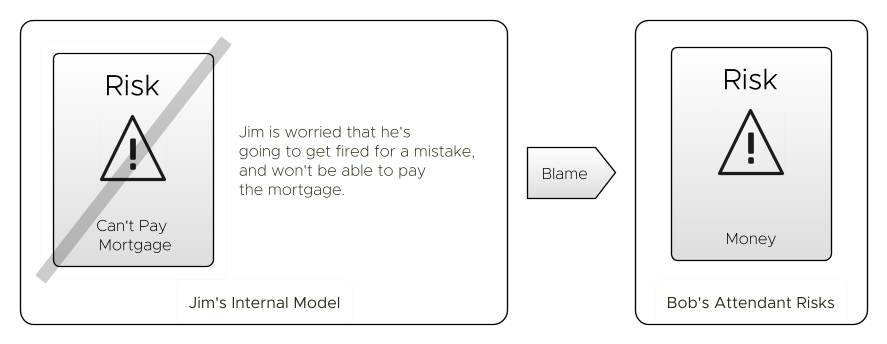 Risk
Can't Pay
Mortgage
Jim is worried that he's
going to get fired for a mistake,
and won't be able to pay
the mortgage.
Jim's Internal Model
Blame
Risk
Money
Bob's Attendant Risks